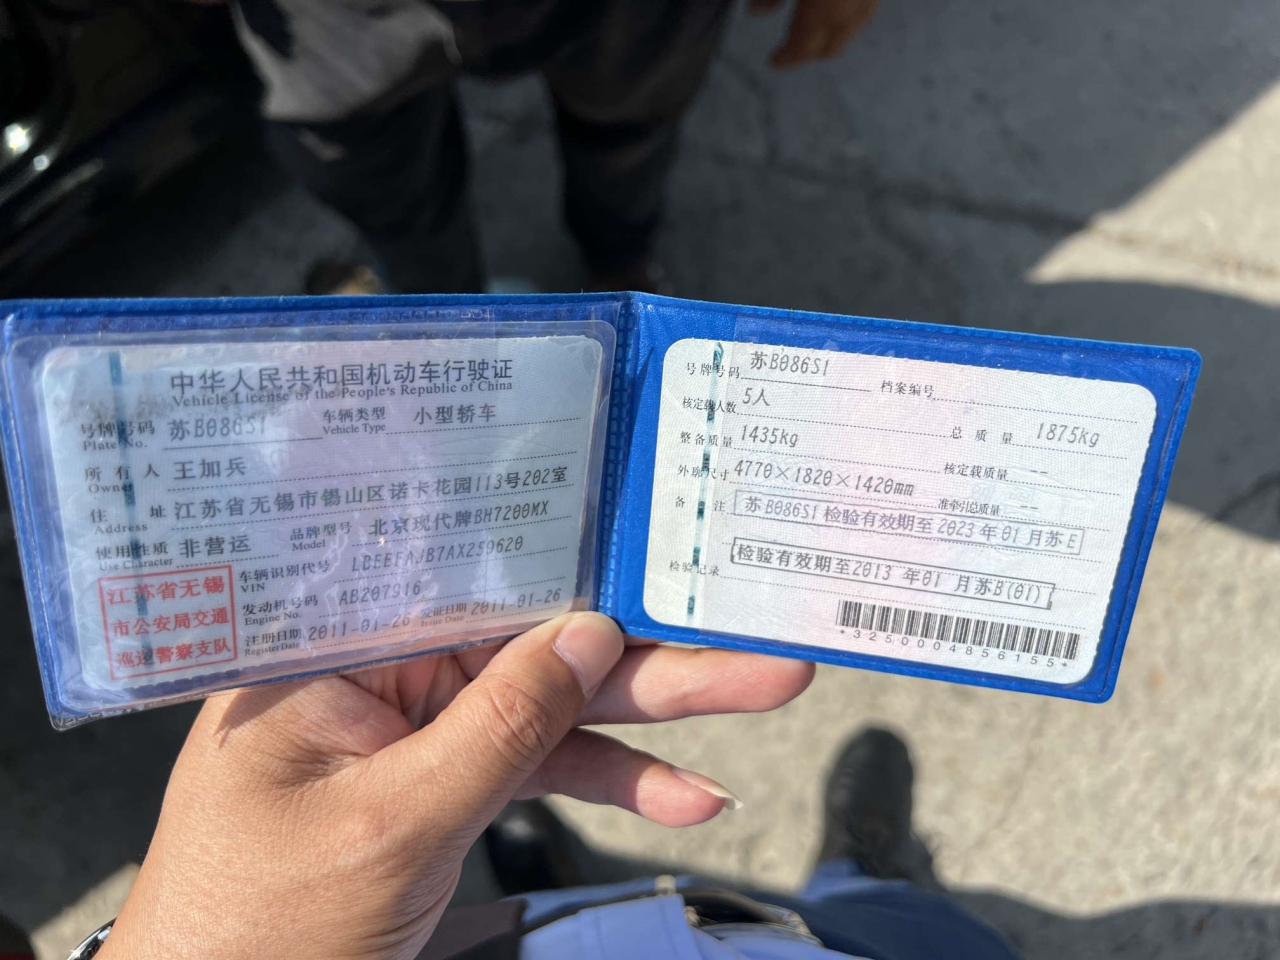 中华人民共和国机动车行驶证
Vehicle License of the People's Republic of China
号牌号码 苏B086S1 车辆类型 小型轿车
Plate No. Vehicle Type
所有人 王加兵
Owner
住址 江苏省无锡市锡山区诺卡花园113号202室
Address
使用性质 非营运 品牌型号 北京现代牌BH7200MX
Use Character Model
江苏省无锡
市公安局交通
巡逻警察支队
车辆识别代号 LBEEFAJB7AX259620
VIN
发动机号码 AB207916
Engine No.
注册日期 2011-01-26 发证日期 2011-01-26
Register Date Issue Date
号牌号码 苏B086S1 档案编号
核定载人数 5人 总质量 1875kg
整备质量 1435kg 核定载质量 --
外廓尺寸 4770×1820×1420mm 准牵引总质量 --
备注 苏B086S1 检验有效期至2023年01月苏E
检验记录 检验有效期至2013年01月苏B(01)
*3250004856155*